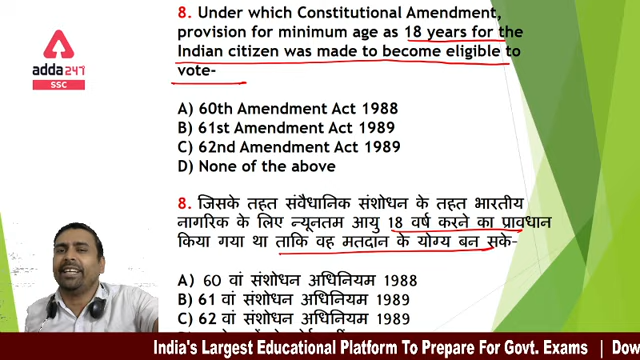 8. Under which Constitutional Amendment,
provision for minimum age as 18 years for the
Indian citizen was made to become eligible to
vote-
adda247
SSC
A) 60th Amendment Act 1988
B) 61st Amendment Act 1989
C) 62nd Amendment Act 1989
D) None of the above
8. जिसके तहत संवैधानिक संशोधन के तहत भारतीय
नागरिक के लिए न्यूनतम आयु 18 वर्ष करने का प्रावधान
किया गया था ताकि वह मतदान के योग्य बन सके-
A) 60 वां संशोधन अधिनियम 1988
B) 61 वां संशोधन अधिनियम 1989
C) 62 वां संशोधन अधिनियम 1989
India's Largest Educational Platform To Prepare For Govt. Exams | Dow